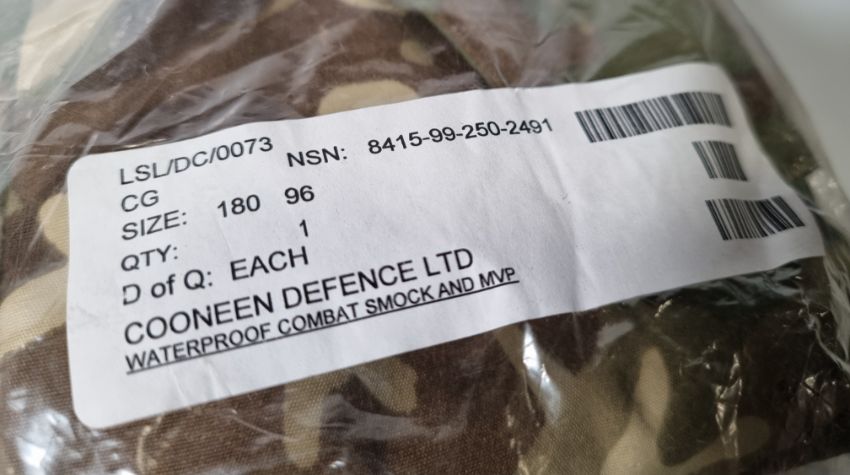 LSL/DC/0073 NSN: 8415-99-250-2491
CG
SIZE: 180 96
QTY: 1
D of Q: EACH
COONEEN DEFENCE LTD
WATERPROOF COMBAT SMOCK AND MVP